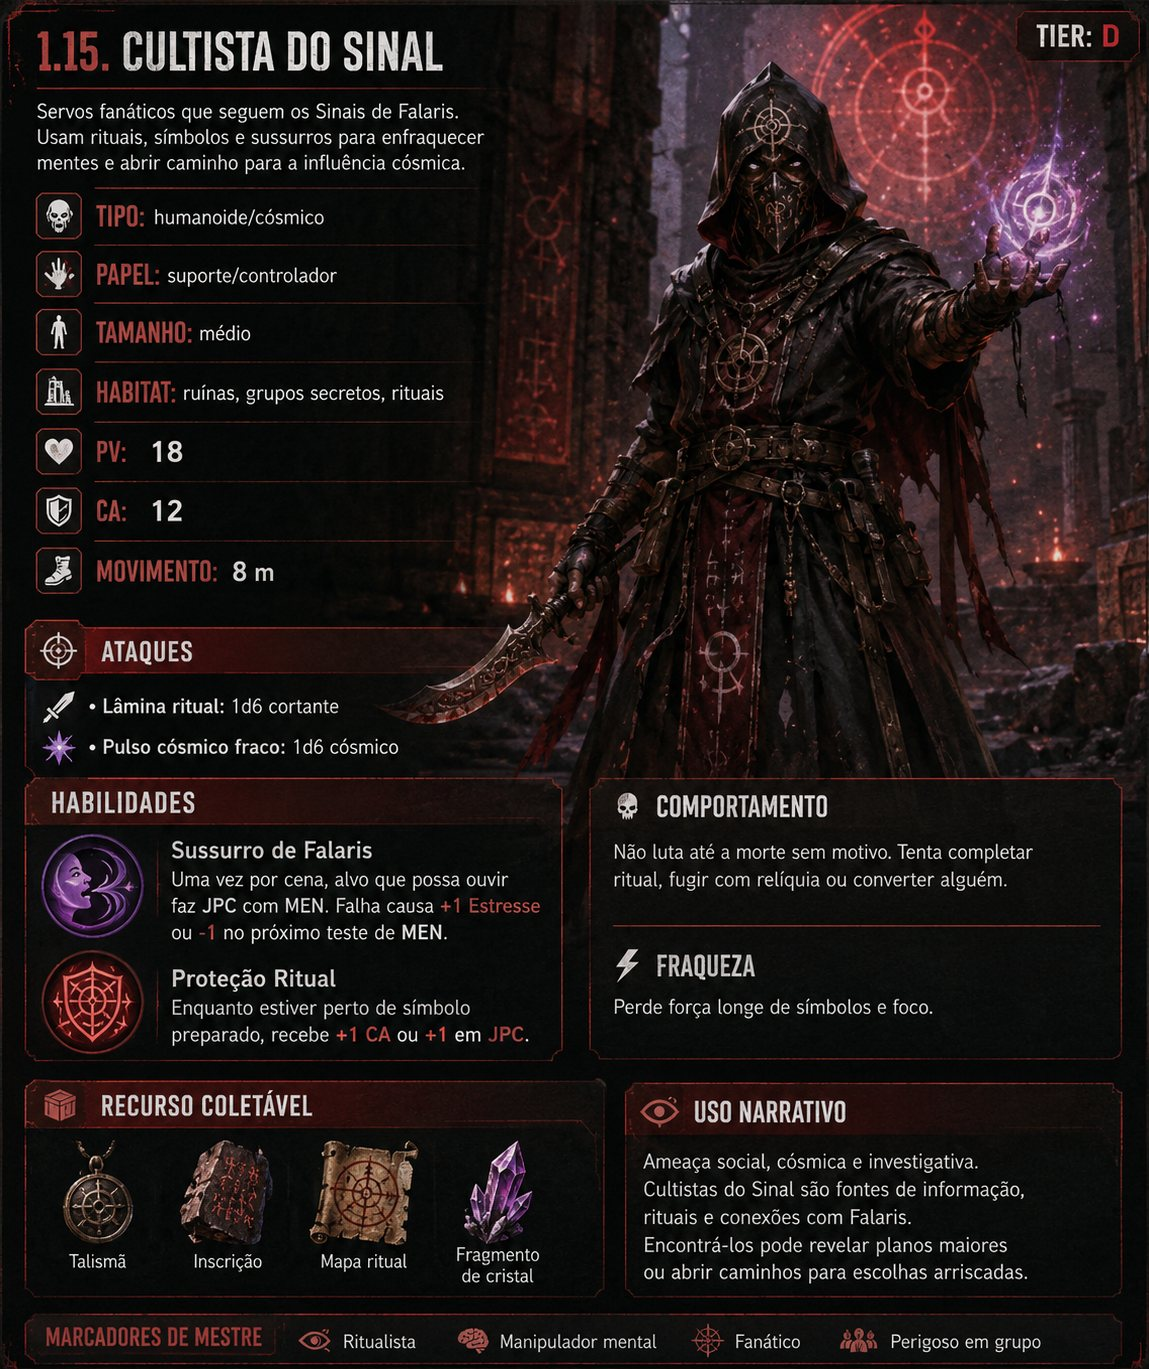 1.15. CULTISTA DO SINAL
TIER: D
Servos fanáticos que seguem os Sinais de Falaris.
Usam rituais, símbolos e sussurros para enfraquecer
mentes e abrir caminho para a influência cósmica.
TIPO: humanoide/cósmico
PAPEL: suporte/controlador
TAMANHO: médio
HABITAT: ruínas, grupos secretos, rituais
PV: 18
CA: 12
MOVIMENTO: 8 m
ATAQUES
• Lâmina ritual: 1d6 cortante
• Pulso cósmico fraco: 1d6 cósmico
HABILIDADES
Sussurro de Falaris
Uma vez por cena, alvo que possa ouvir
faz JPC com MEN. Falha causa +1 Estresse
ou -1 no próximo teste de MEN.
Proteção Ritual
Enquanto estiver perto de símbolo
preparado, recebe +1 CA ou +1 em JPC.
COMPORTAMENTO
Não luta até a morte sem motivo. Tenta completar
ritual, fugir com relíquia ou converter alguém.
FRAQUEZA
Perde força longe de símbolos e foco.
RECURSO COLETÁVEL
Talismã
Inscrição
Mapa ritual
Fragmento
de cristal
USO NARRATIVO
Ameaça social, cósmica e investigativa.
Cultistas do Sinal são fontes de informação,
rituais e conexões com Falaris.
Encontrá-los pode revelar planos maiores
ou abrir caminhos para escolhas arriscadas.
MARCADORES DE MESTRE
Ritualista
Manipulador mental
Fanático
Perigoso em grupo